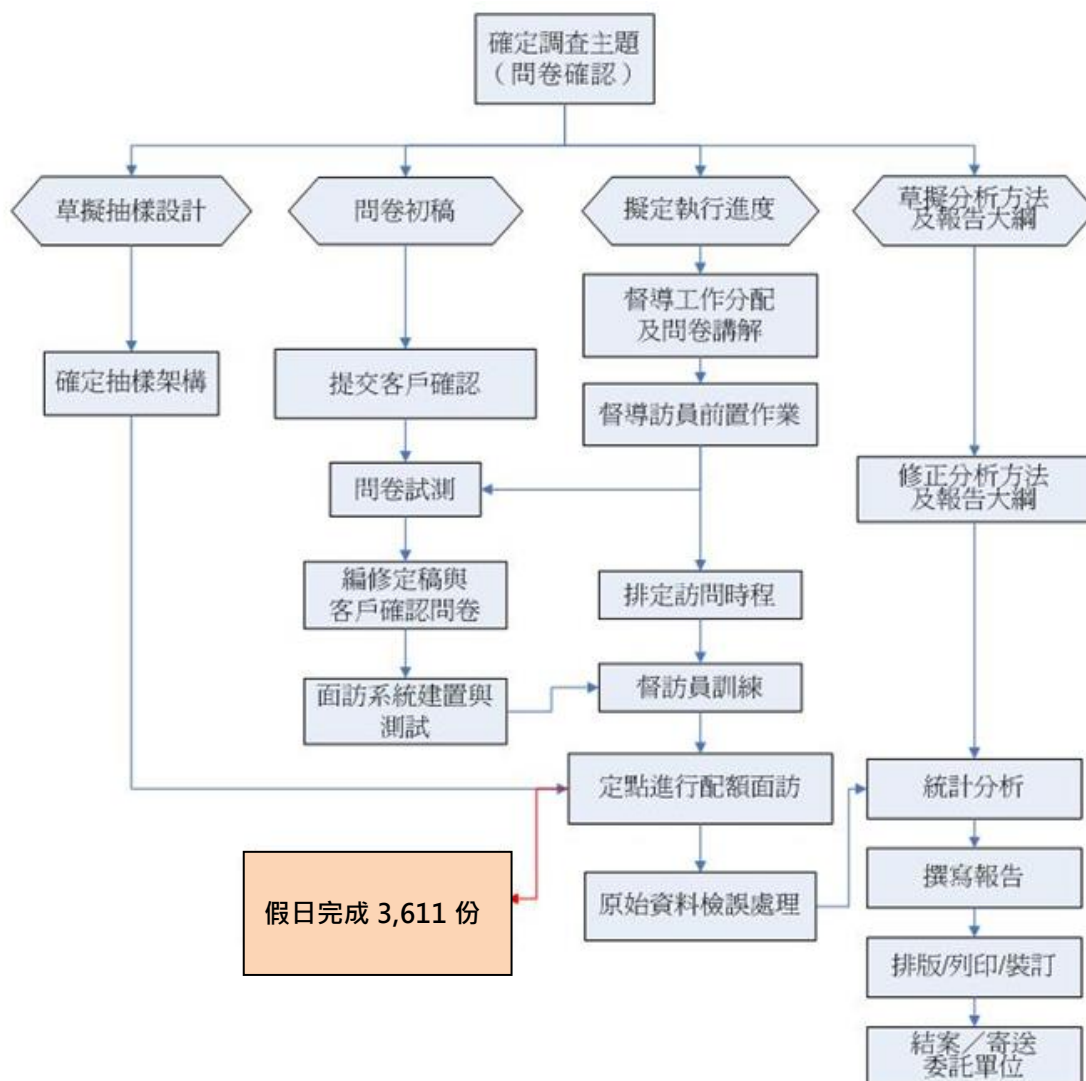 確定調查主題
（問卷確認）
草擬抽樣設計
問卷初稿
擬定執行進度
草擬分析方法
及報告大綱
督導工作分配
及問卷講解
確定抽樣架構
提交客戶確認
督導訪員前置作業
問卷試測
修正分析方法
及報告大綱
編修定稿與
客戶確認問卷
排定訪問時程
面訪系統建置與
測試
督訪員訓練
定點進行配額面訪
統計分析
假日完成 3,611 份
原始資料檢誤處理
撰寫報告
排版/列印/裝訂
結案／寄送
委託單位